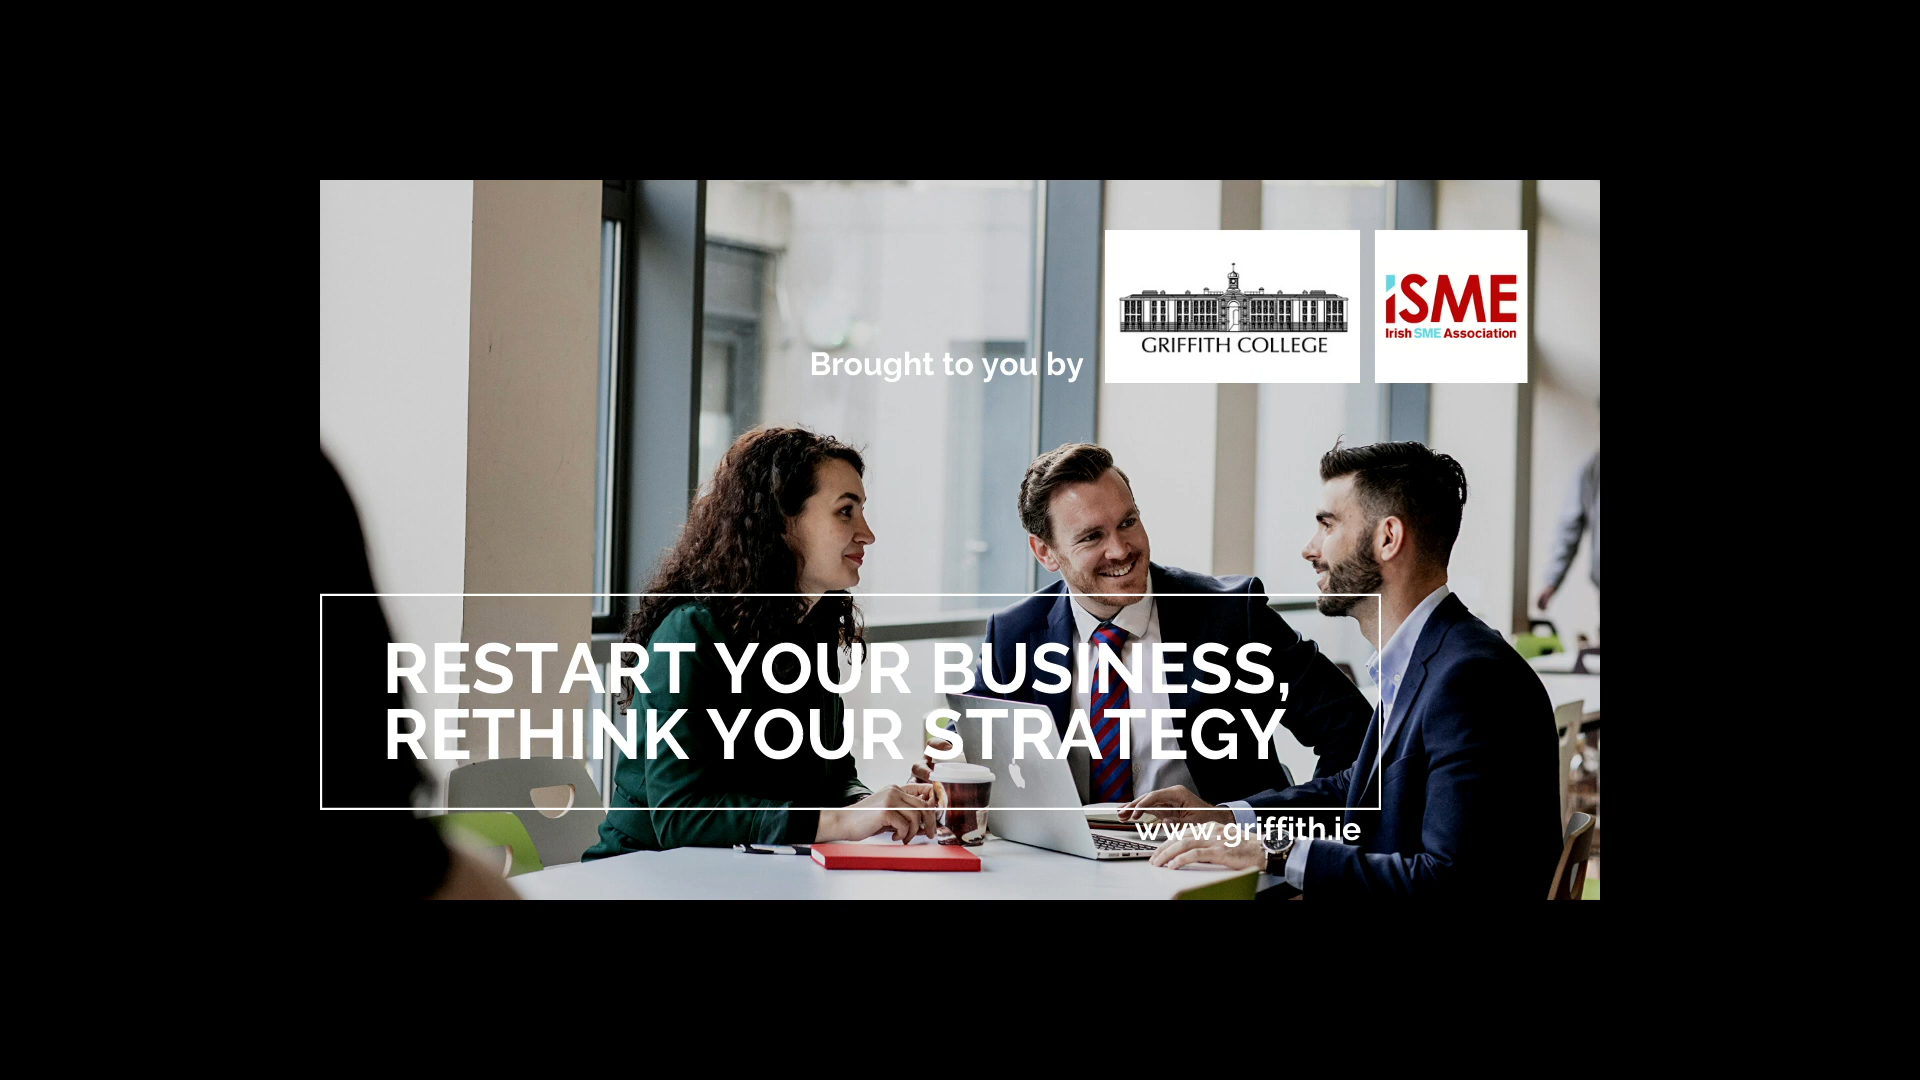 GRIFFITH COLLEGE
iSME
Irish SME Association
Brought to you by
RESTART YOUR BUSINESS,
RETHINK YOUR STRATEGY
www.griffith.ie